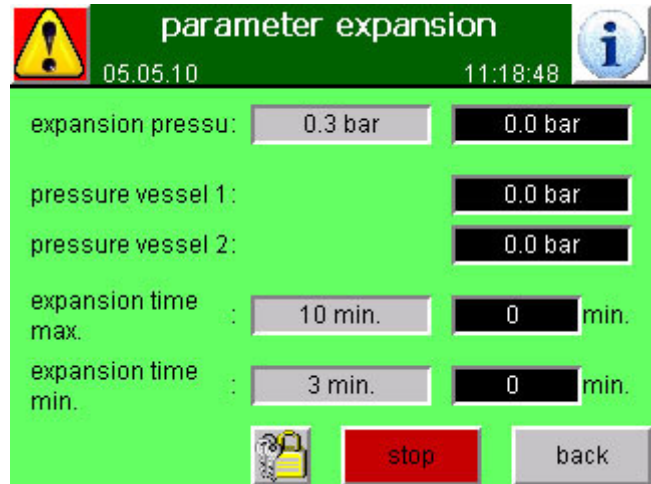 parameter expansion
05.05.10 11:18:48
expansion pressu: 0.3 bar 0.0 bar
pressure vessel 1: 0.0 bar
pressure vessel 2: 0.0 bar
expansion time
max. : 10 min. 0 min.
expansion time
min. : 3 min. 0 min.
stop back